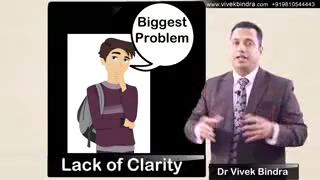 www.vivekbindra.com +919810544443
Biggest
Problem
Lack of Clarity
Dr Vivek Bindra